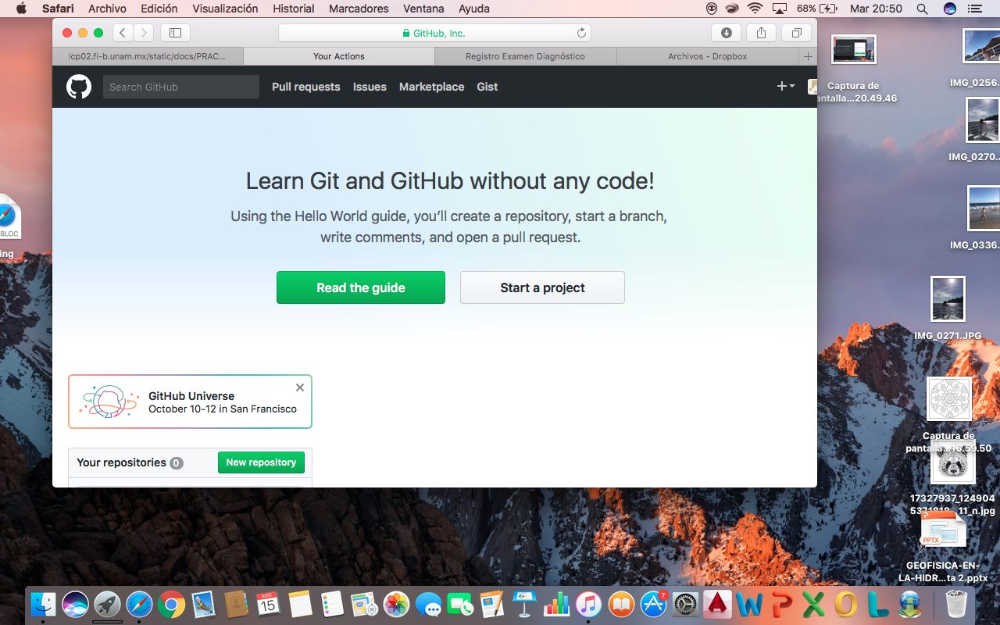 Safari Archivo Edición Visualización Historial Marcadores Ventana Ayuda 68% Mar 20:50
GitHub, Inc.
lcp02.fi-b.unam.mx/static/docs/PRAC... Your Actions Registro Examen Diagnóstico Archivos - Dropbox
Search GitHub Pull requests Issues Marketplace Gist
Learn Git and GitHub without any code!
Using the Hello World guide, you'll create a repository, start a branch,
write comments, and open a pull request.
Read the guide Start a project
GitHub Universe
October 10-12 in San Francisco
Your repositories 0 New repository
Captura de
antalla...20.49.46
IMG_0256.
IMG_0270.
IMG_0336.
IMG_0271.JPG
Captura de
pantalla...16.59.50
17327937_124904
5371818...11_n.jpg
PPTX
GEOFISICA-EN-
LA-HIDR...ta 2.pptx
BLOC
ing
AGO
15
7